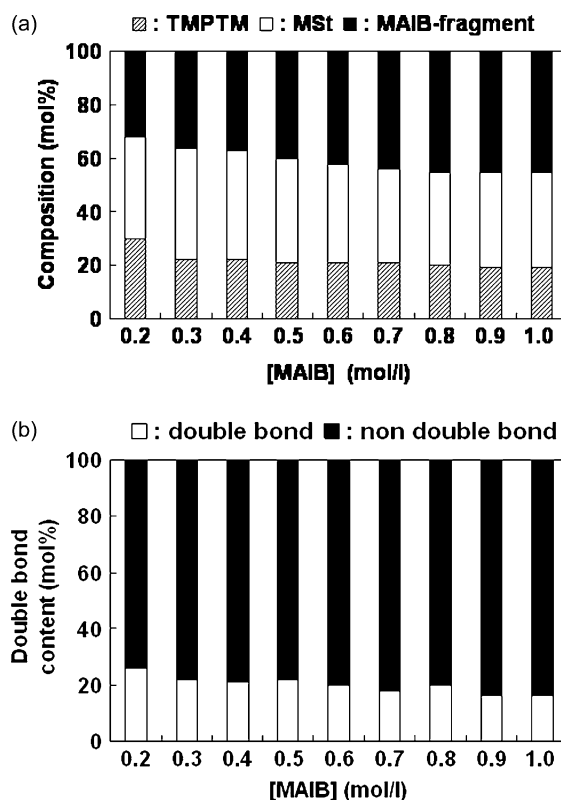 (a)
: TMPTM : MSt : MAIB-fragment
100
80
60
40
20
0
Composition (mol%)
0.2 0.3 0.4 0.5 0.6 0.7 0.8 0.9 1.0
[MAIB] (mol/l)
(b)
: double bond : non double bond
100
80
60
40
20
0
Double bond
content (mol%)
0.2 0.3 0.4 0.5 0.6 0.7 0.8 0.9 1.0
[MAIB] (mol/l)